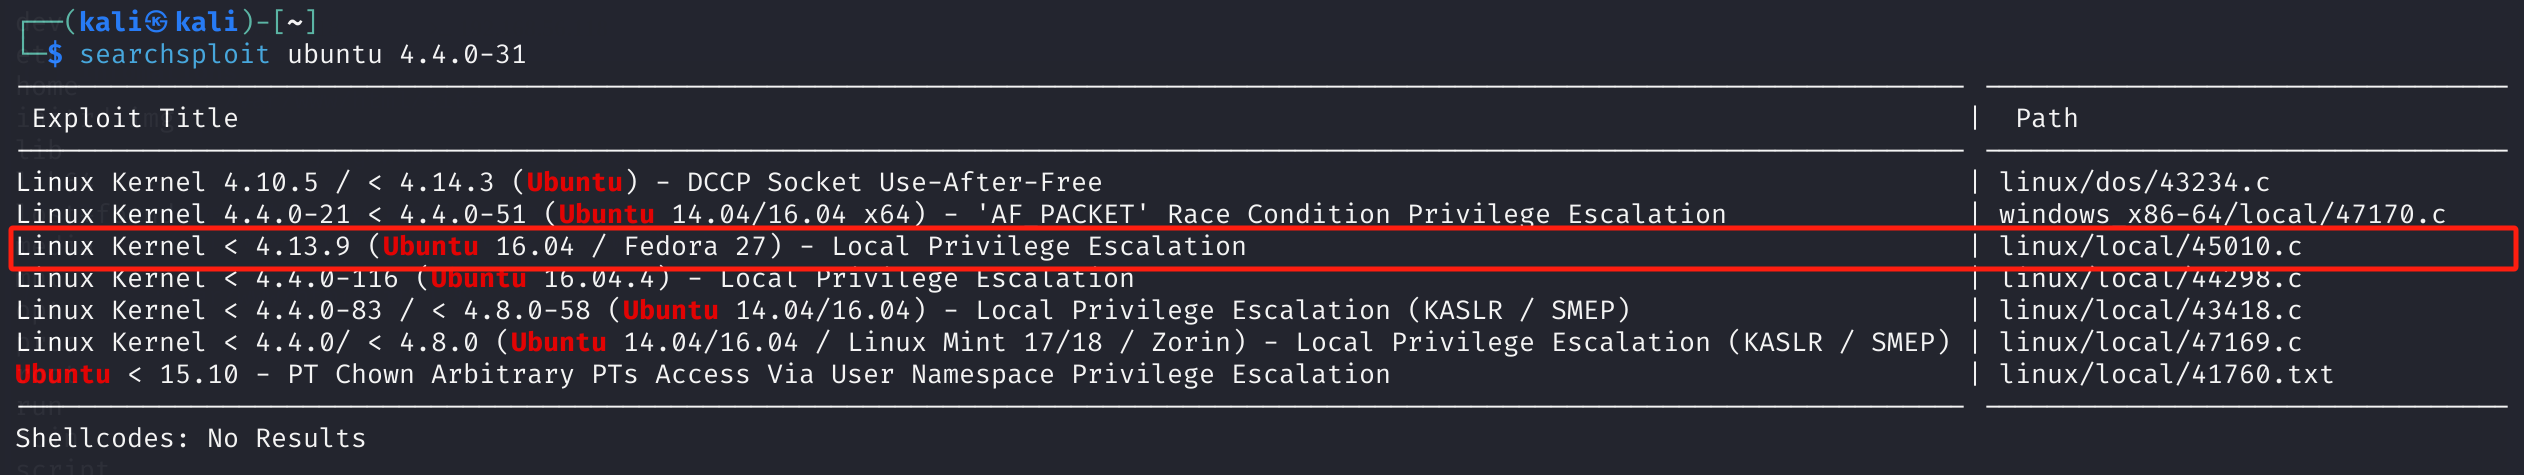 ┌──(kali㉿kali)-[~]
└─$ searchsploit ubuntu 4.4.0-31
Exploit Title | Path
Linux Kernel 4.10.5 / < 4.14.3 (Ubuntu) - DCCP Socket Use-After-Free | linux/dos/43234.c
Linux Kernel 4.4.0-21 < 4.4.0-51 (Ubuntu 14.04/16.04 x64) - 'AF_PACKET' Race Condition Privilege Escalation | windows_x86-64/local/47170.c
Linux Kernel < 4.13.9 (Ubuntu 16.04 / Fedora 27) - Local Privilege Escalation | linux/local/45010.c
Linux Kernel < 4.4.0-116 (Ubuntu 16.04.4) - Local Privilege Escalation | linux/local/44298.c
Linux Kernel < 4.4.0-83 / < 4.8.0-58 (Ubuntu 14.04/16.04) - Local Privilege Escalation (KASLR / SMEP) | linux/local/43418.c
Linux Kernel < 4.4.0/ < 4.8.0 (Ubuntu 14.04/16.04 / Linux Mint 17/18 / Zorin) - Local Privilege Escalation (KASLR / SMEP) | linux/local/47169.c
Ubuntu < 15.10 - PT Chown Arbitrary PTs Access Via User Namespace Privilege Escalation | linux/local/41760.txt
Shellcodes: No Results